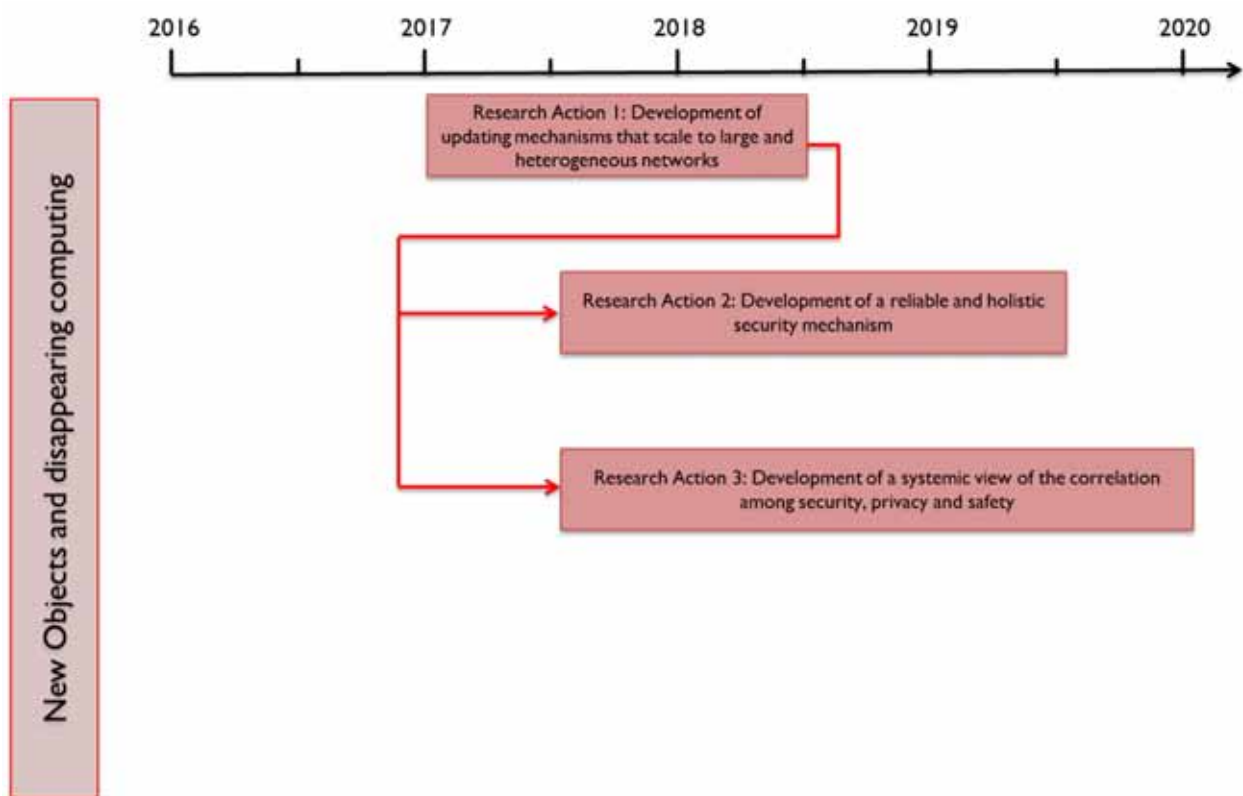 2016 2017 2018 2019 2020
New Objects and disappearing computing
Research Action 1: Development of
updating mechanisms that scale to large and
heterogeneous networks
Research Action 2: Development of a reliable and holistic
security mechanism
Research Action 3: Development of a systemic view of the correlation
among security, privacy and safety